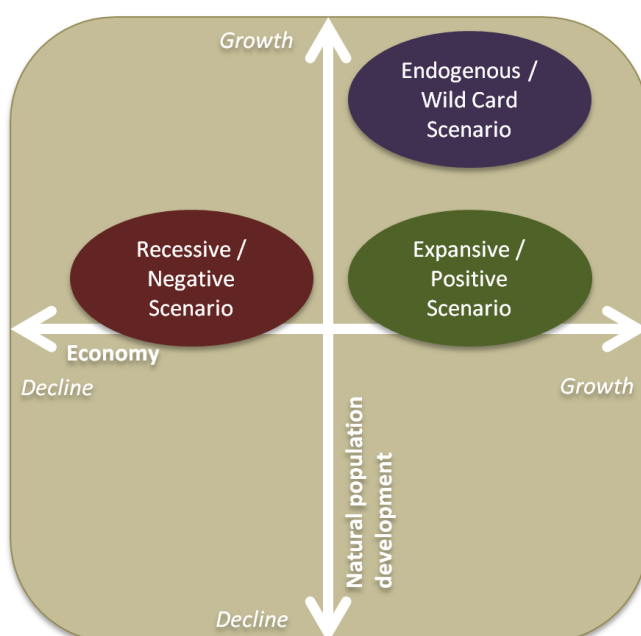 Growth
Endogenous /
Wild Card
Scenario
Recessive /
Negative
Scenario
Expansive /
Positive
Scenario
Economy
Decline
Growth
Natural population
development
Decline